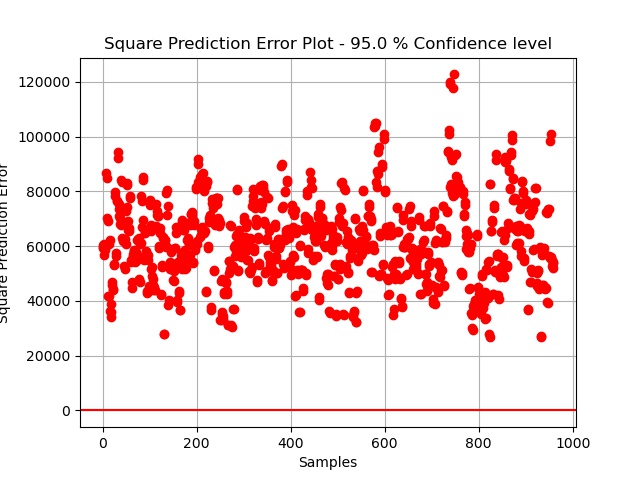 Square Prediction Error Plot - 95.0 % Confidence level
120000
100000
80000
60000
40000
20000
0
Square Prediction Error
0 200 400 600 800 1000
Samples